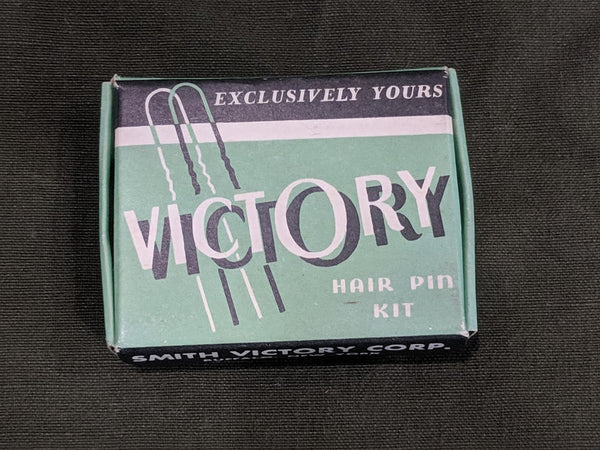 EXCLUSIVELY YOURS
VICTORY
HAIR PIN
KIT
SMITH VICTORY CORP.